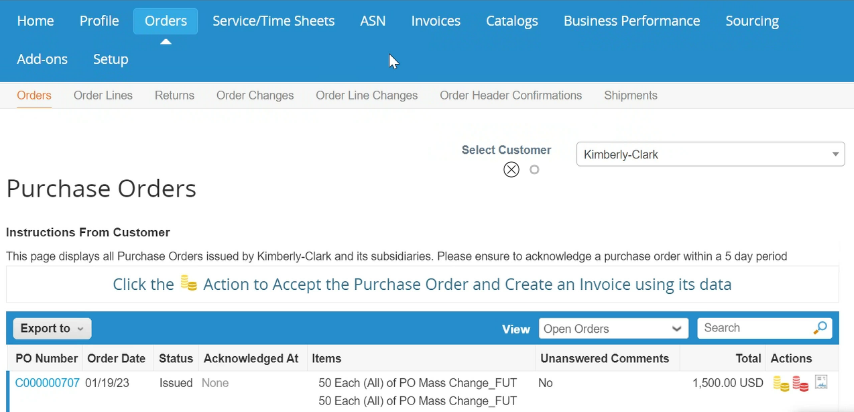 Home Profile Orders Service/Time Sheets ASN Invoices Catalogs Business Performance Sourcing
Add-ons Setup
Orders Order Lines Returns Order Changes Order Line Changes Order Header Confirmations Shipments
Select Customer Kimberly-Clark
Purchase Orders
Instructions From Customer
This page displays all Purchase Orders issued by Kimberly-Clark and its subsidiaries. Please ensure to acknowledge a purchase order within a 5 day period
Click the Action to Accept the Purchase Order and Create an Invoice using its data
Export to View Open Orders Search
PO Number Order Date Status Acknowledged At Items Unanswered Comments Total Actions
C000000707 01/19/23 Issued None 50 Each (All) of PO Mass Change_FUT No 1,500.00 USD
50 Each (All) of PO Mass Change_FUT